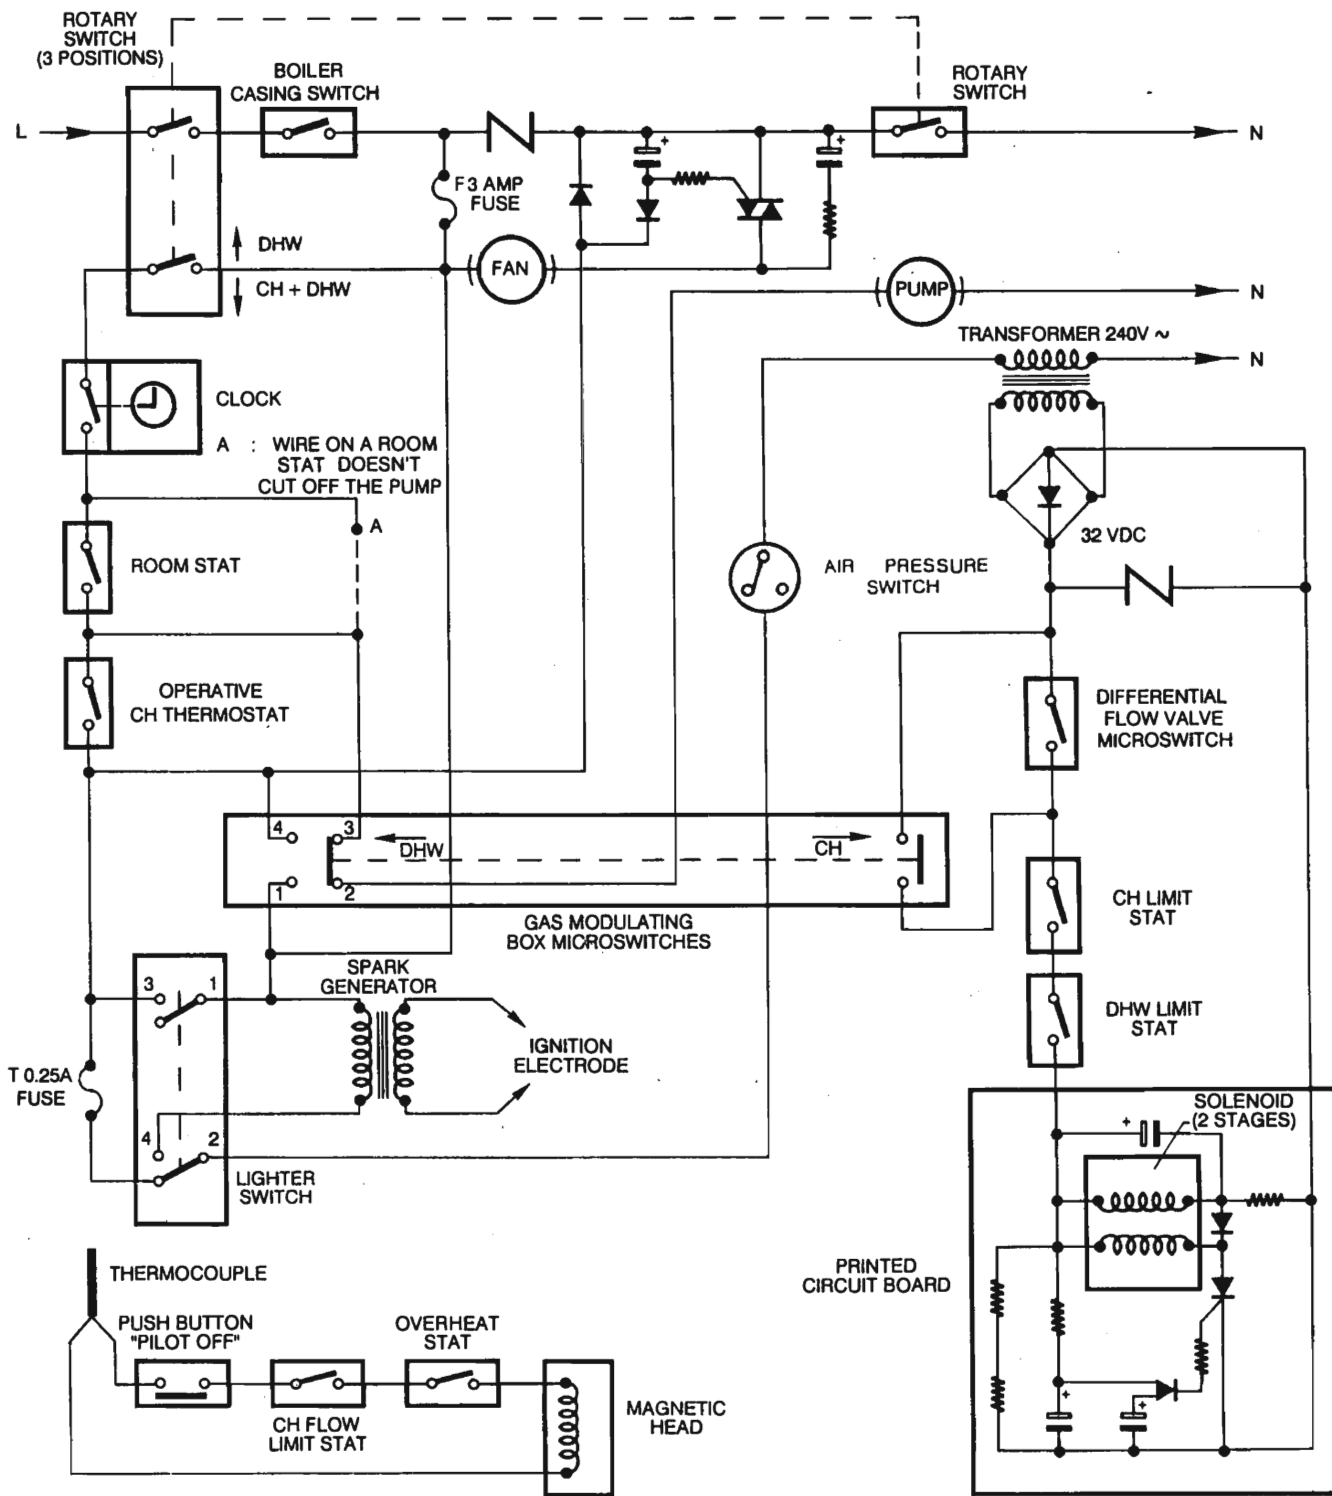 ROTARY
SWITCH
(3 POSITIONS)
BOILER
CASING SWITCH
ROTARY
SWITCH
L
N
+
+
F 3 AMP
FUSE
DHW
CH + DHW
FAN
PUMP
N
TRANSFORMER 240V ~
N
CLOCK
A : WIRE ON A ROOM
STAT DOESN'T
CUT OFF THE PUMP
A
32 VDC
ROOM STAT
AIR PRESSURE
SWITCH
OPERATIVE
CH THERMOSTAT
DIFFERENTIAL
FLOW VALVE
MICROSWITCH
4
3
DHW
CH
1
2
GAS MODULATING
BOX MICROSWITCHES
CH LIMIT
STAT
SPARK
GENERATOR
3
1
DHW LIMIT
STAT
IGNITION
ELECTRODE
T 0.25A
FUSE
SOLENOID
(2 STAGES)
+
4
2
LIGHTER
SWITCH
THERMOCOUPLE
PRINTED
CIRCUIT BOARD
PUSH BUTTON
"PILOT OFF"
OVERHEAT
STAT
CH FLOW
LIMIT STAT
MAGNETIC
HEAD
+
+